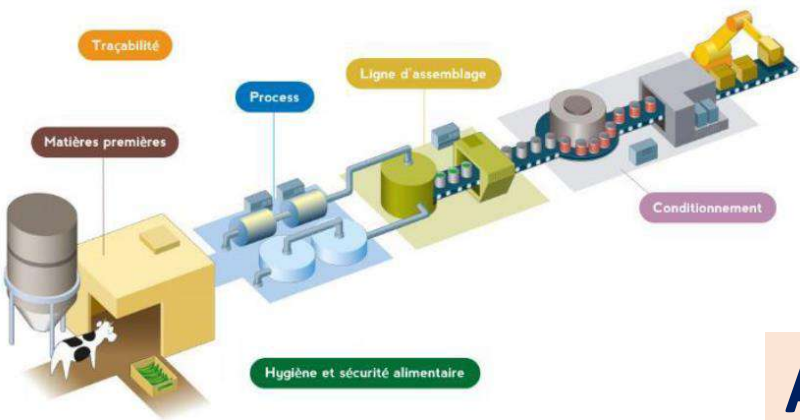 Traçabilité
Ligne d'assemblage
Process
Matières premières
Conditionnement
Hygiène et sécurité alimentaire
A